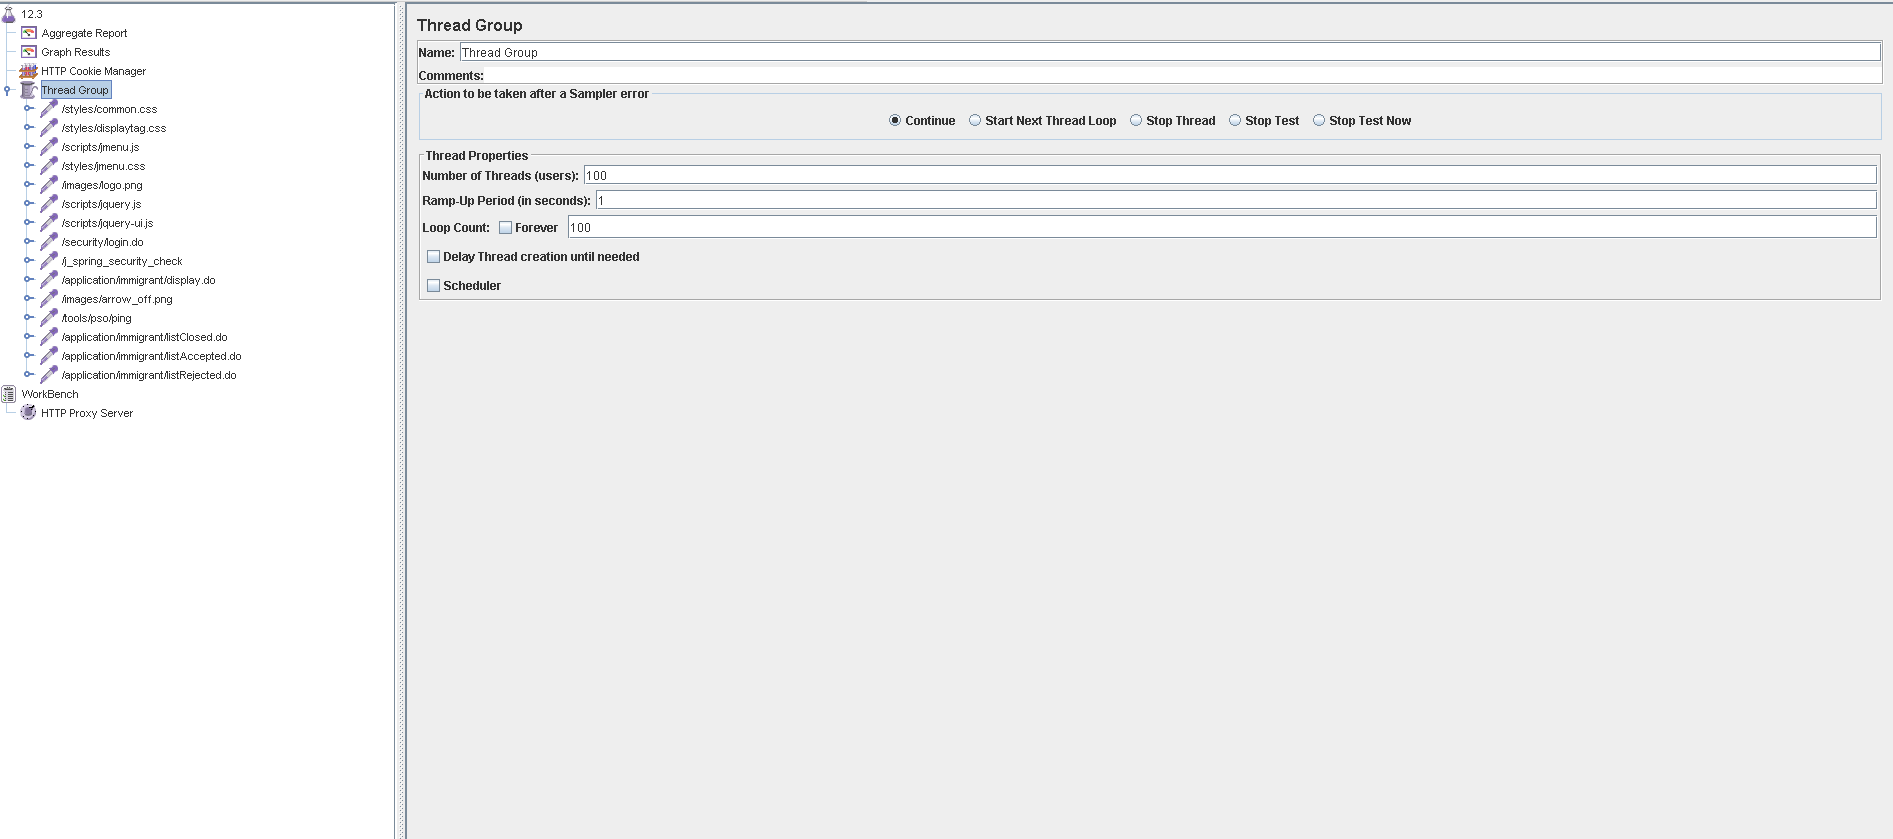 12.3
Aggregate Report
Graph Results
HTTP Cookie Manager
Thread Group
/styles/common.css
/styles/displaytag.css
/scripts/jmenu.js
/styles/jmenu.css
/images/logo.png
/scripts/jquery.js
/scripts/jquery-ui.js
/security/login.do
/j_spring_security_check
/application/immigrant/display.do
/images/arrow_off.png
/tools/pso/ping
/application/immigrant/listClosed.do
/application/immigrant/listAccepted.do
/application/immigrant/listRejected.do
WorkBench
HTTP Proxy Server
Thread Group
Name: Thread Group
Comments:
Action to be taken after a Sampler error
Continue Start Next Thread Loop Stop Thread Stop Test Stop Test Now
Thread Properties
Number of Threads (users): 100
Ramp-Up Period (in seconds): 1
Loop Count: Forever 100
Delay Thread creation until needed
Scheduler